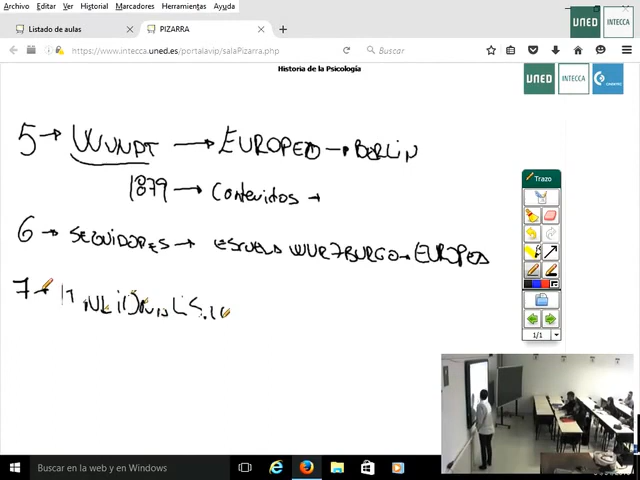 Archivo Editar Ver Historial Marcadores Herramientas Ayuda
Listado de aulas
PIZARRA
https://www.intecca.uned.es/portalavip/salaPizarra.php
Buscar
Historia de la Psicología
UNED INTECCA
UNED INTECCA
5 → WUNDT → EUROPEO → BERLIN
1879 → Contenidos →
6 → SEGUIDORES → ESCUELA WURZBURGO → EUROPEO
7 →
Trazo
1/1
Buscar en la web y en Windows